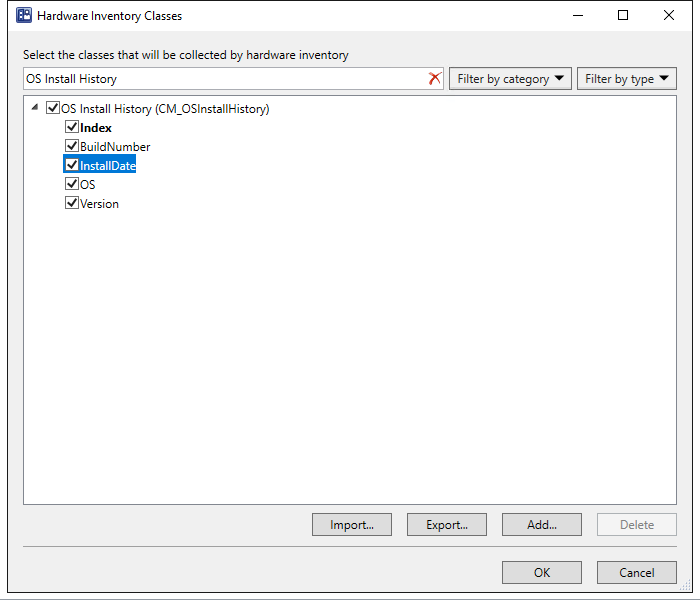 Hardware Inventory Classes
Select the classes that will be collected by hardware inventory
OS Install History
Filter by category
Filter by type
OS Install History (CM_OSInstallHistory)
Index
BuildNumber
InstallDate
OS
Version
Import...
Export...
Add...
Delete
OK
Cancel